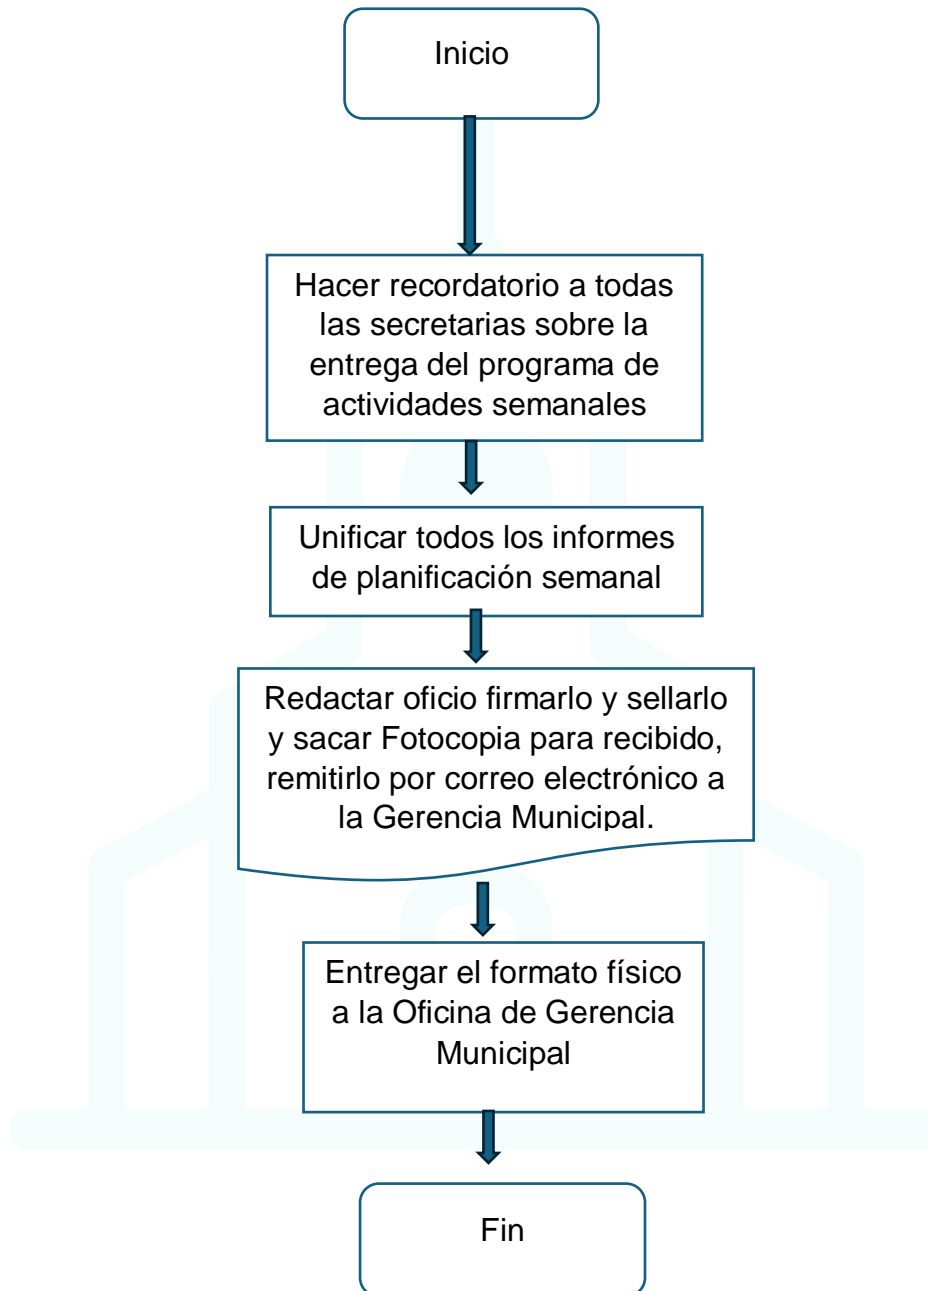 Inicio
Hacer recordatorio a todas
las secretarias sobre la
entrega del programa de
actividades semanales
Unificar todos los informes
de planificación semanal
Redactar oficio firmarlo y sellarlo
y sacar Fotocopia para recibido,
remitirlo por correo electrónico a
la Gerencia Municipal.
Entregar el formato físico
a la Oficina de Gerencia
Municipal
Fin